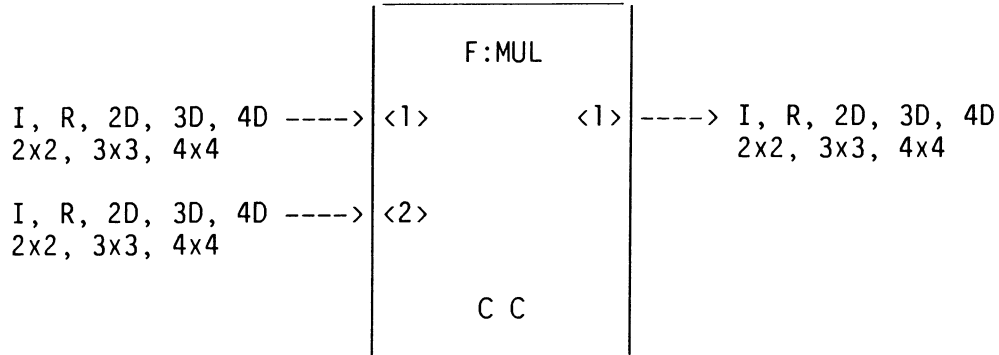 F:MUL
I, R, 2D, 3D, 4D ----> <1> <1> ----> I, R, 2D, 3D, 4D
2x2, 3x3, 4x4 2x2, 3x3, 4x4
I, R, 2D, 3D, 4D ----> <2>
2x2, 3x3, 4x4
C C